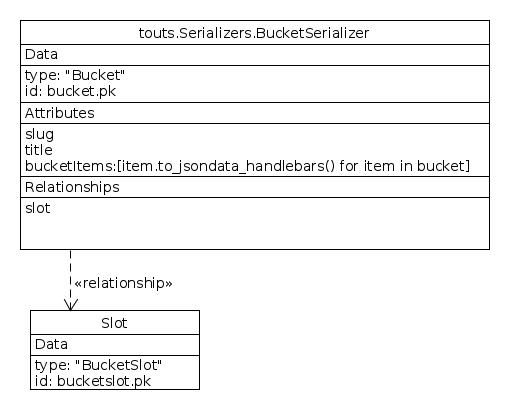 touts.Serializers.BucketSerializer
Data
type: "Bucket"
id: bucket.pk
Attributes
slug
title
bucketItems:[item.to_jsondata_handlebars() for item in bucket]
Relationships
slot
«relationship»
Slot
Data
type: "BucketSlot"
id: bucketslot.pk